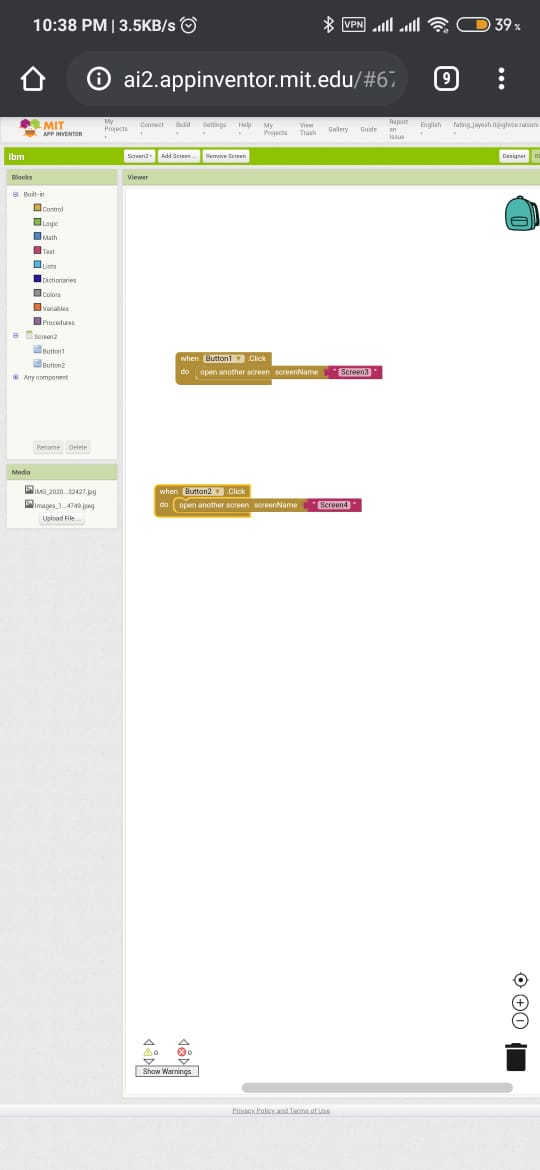 10:38 PM | 3.5KB/s
VPN
39%
ai2.appinventor.mit.edu/#67
9
MIT
APP INVENTOR
My Projects
Connect
Build
Settings
Help
My Projects
View Trash
Gallery
Guide
Report an Issue
English
Ibm
Screen2
Add Screen ...
Remove Screen
Designer
Blocks
Viewer
Built-in
Control
Logic
Math
Text
Lists
Dictionaries
Colors
Variables
Procedures
Screen2
Button1
Button2
Any component
Rename
Delete
when Button1 .Click
do open another screen screenName " Screen3 "
when Button2 .Click
do open another screen screenName " Screen4 "
Media
IMG_2020...32427.jpg
images_1...4749.jpeg
Upload File ...
0
0
Show Warnings
Privacy Policy and Terms of Use